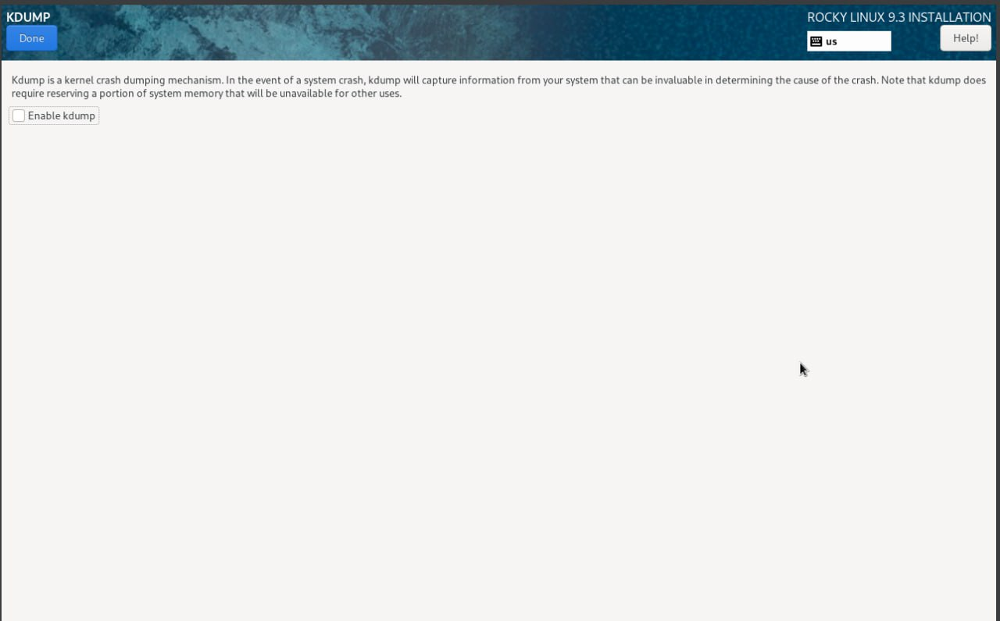 KDUMP
ROCKY LINUX 9.3 INSTALLATION
Done
us
Help!
Kdump is a kernel crash dumping mechanism. In the event of a system crash, kdump will capture information from your system that can be invaluable in determining the cause of the crash. Note that kdump does
require reserving a portion of system memory that will be unavailable for other uses.
Enable kdump